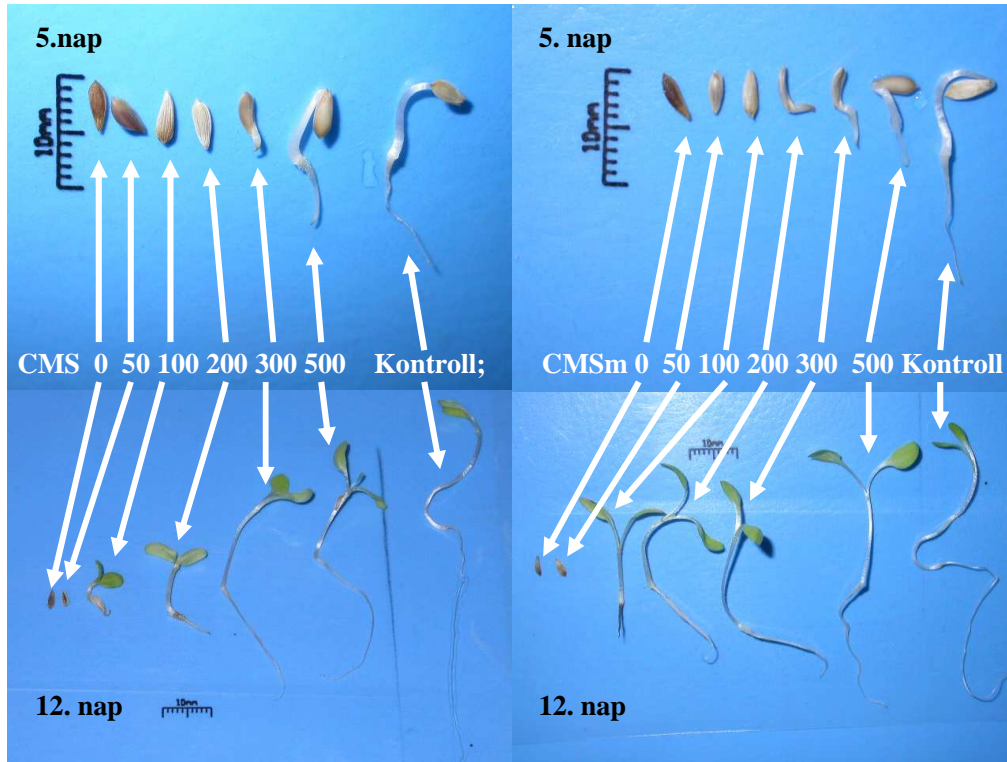 5.nap
10mm
CMS 0 50 100 200 300 500 Kontroll;
10mm
12. nap
5. nap
10mm
CMSm 0 50 100 200 300 500 Kontroll
10mm
12. nap